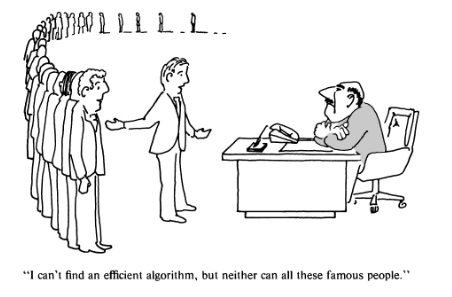 “I can’t find an efficient algorithm, but neither can all these famous people.”